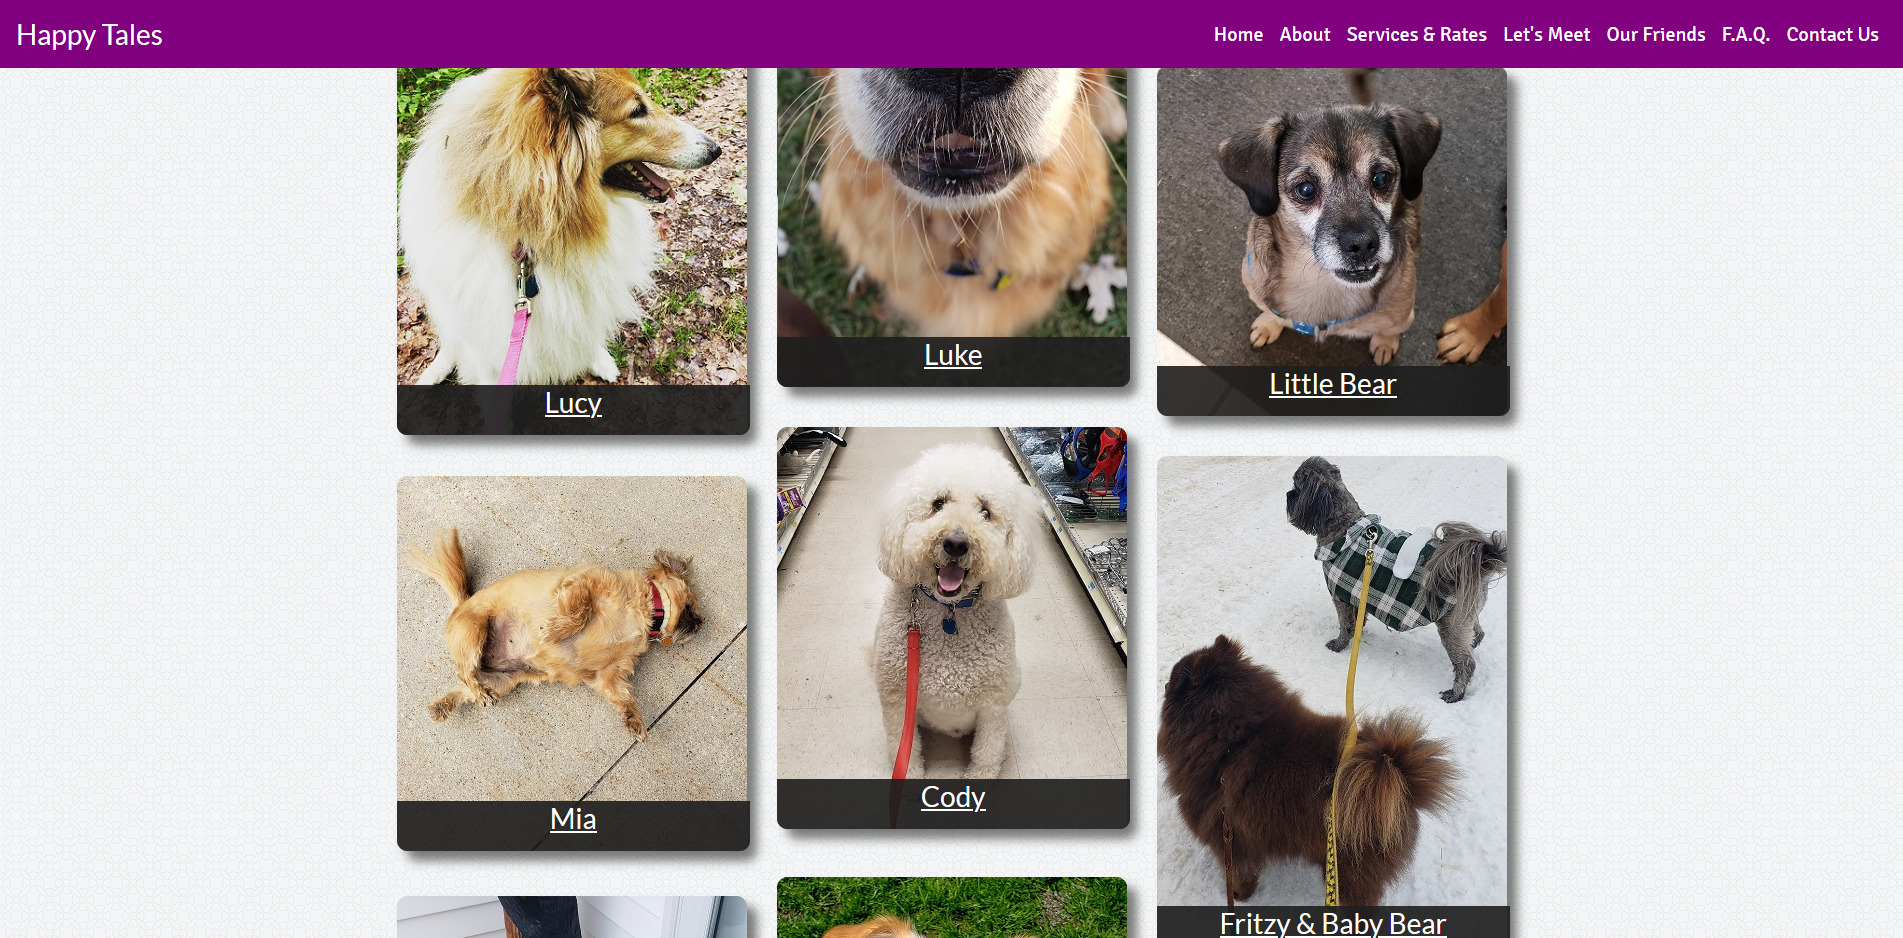 Happy Tales
Home About Services & Rates Let's Meet Our Friends F.A.Q. Contact Us
Lucy
Luke
Little Bear
Mia
Cody
Fritzy & Baby Bear